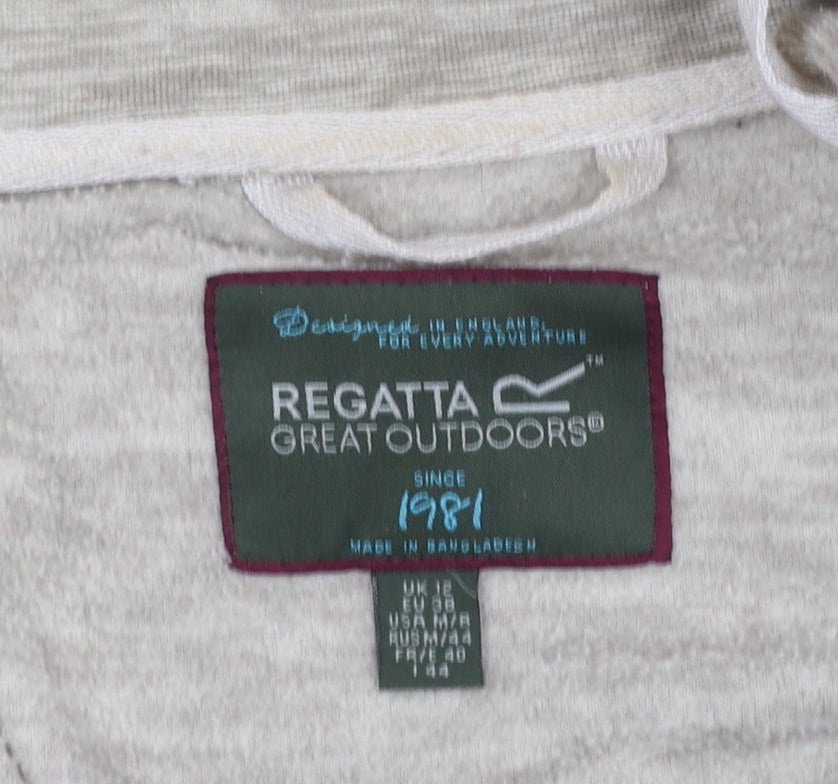 Designed IN ENGLAND,
FOR EVERY ADVENTURE
REGATTA R™
GREAT OUTDOORS®
SINCE
1981
MADE IN BANGLADESH
UK 12
EU 38
USA M/8
RUS M/44
FR/E 40
I 44